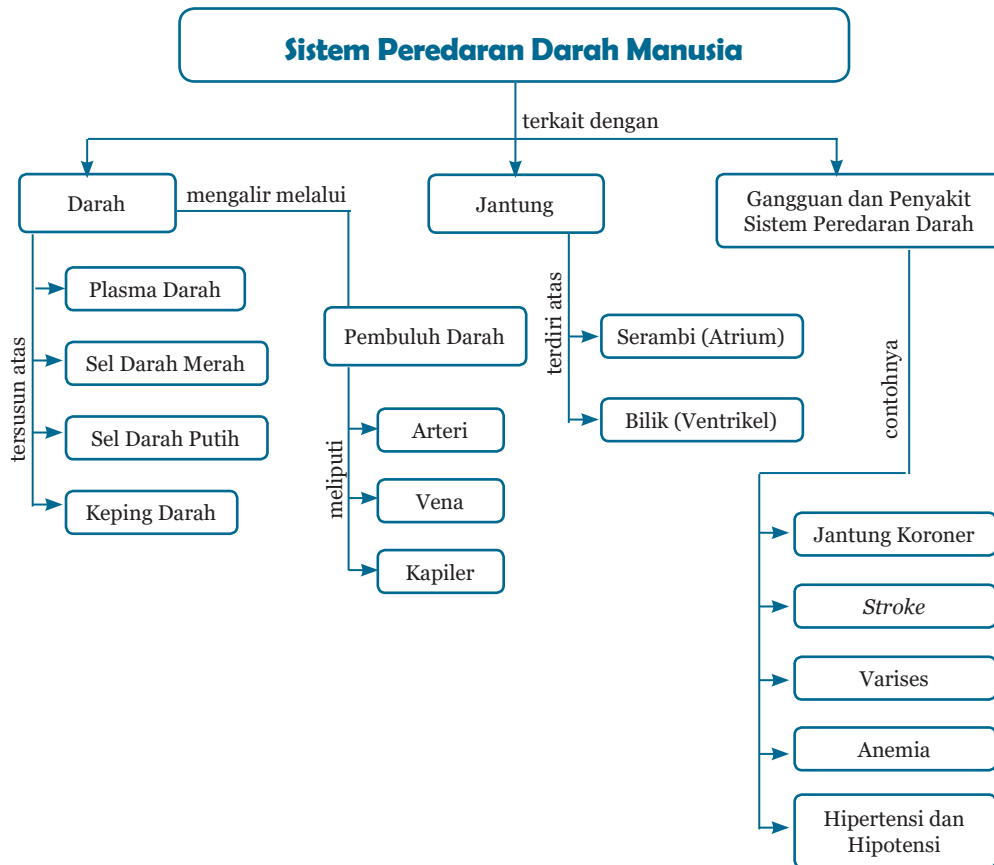 Sistem Peredaran Darah Manusia
terkait dengan
Darah
mengalir melalui
Jantung
Gangguan dan Penyakit
Sistem Peredaran Darah
tersusun atas
Plasma Darah
Sel Darah Merah
Sel Darah Putih
Keping Darah
Pembuluh Darah
meliputi
Arteri
Vena
Kapiler
terdiri atas
Serambi (Atrium)
Bilik (Ventrikel)
contohnya
Jantung Koroner
Stroke
Varises
Anemia
Hipertensi dan
Hipotensi